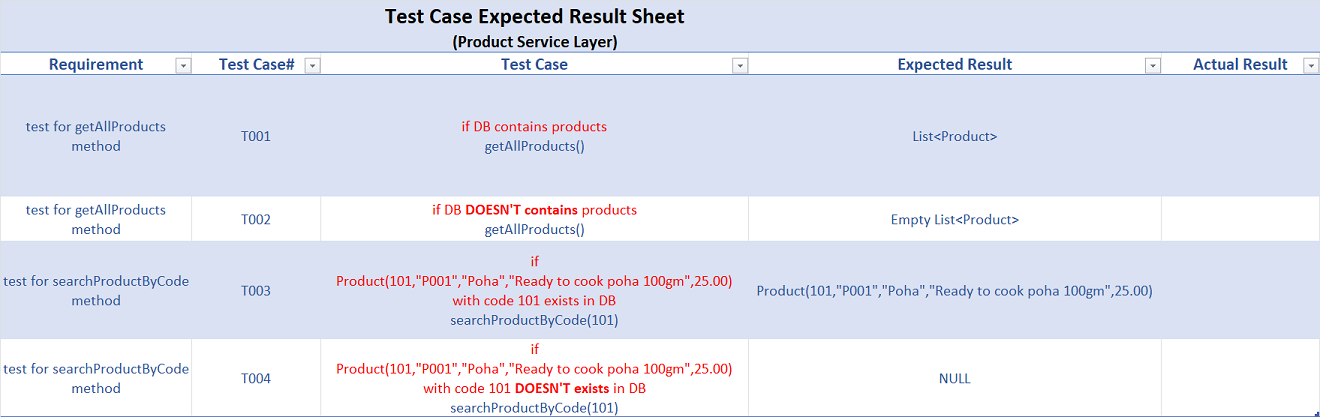 Test Case Expected Result Sheet
(Product Service Layer)
Requirement Test Case# Test Case Expected Result Actual Result
test for getAllProducts
method
T001
if DB contains products
getAllProducts()
List<Product>
test for getAllProducts
method
T002
if DB DOESN'T contains products
getAllProducts()
Empty List<Product>
test for searchProductByCode
method
T003
if
Product(101,"P001","Poha","Ready to cook poha 100gm",25.00)
with code 101 exists in DB
searchProductByCode(101)
Product(101,"P001","Poha","Ready to cook poha 100gm",25.00)
test for searchProductByCode
method
T004
if
Product(101,"P001","Poha","Ready to cook poha 100gm",25.00)
with code 101 DOESN'T exists in DB
searchProductByCode(101)
NULL